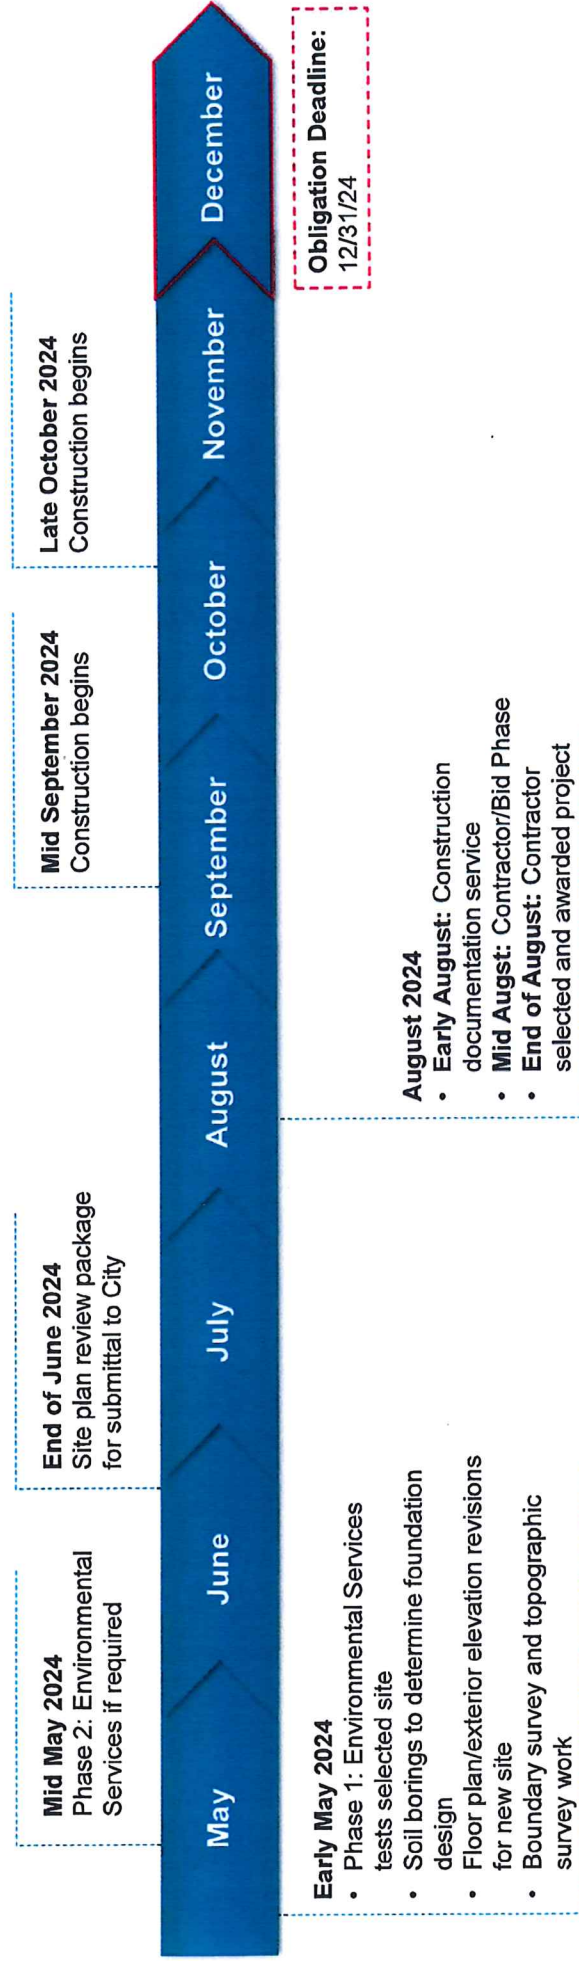 Mid May 2024
Phase 2: Environmental
Services if required
End of June 2024
Site plan review package
for submittal to City
Mid September 2024
Construction begins
Late October 2024
Construction begins
May
June
July
August
September
October
November
December
Early May 2024
• Phase 1: Environmental Services
tests selected site
• Soil borings to determine foundation
design
• Floor plan/exterior elevation revisions
for new site
• Boundary survey and topographic
survey work
August 2024
• Early August: Construction
documentation service
• Mid Augst: Contractor/Bid Phase
• End of August: Contractor
selected and awarded project
Obligation Deadline:
12/31/24